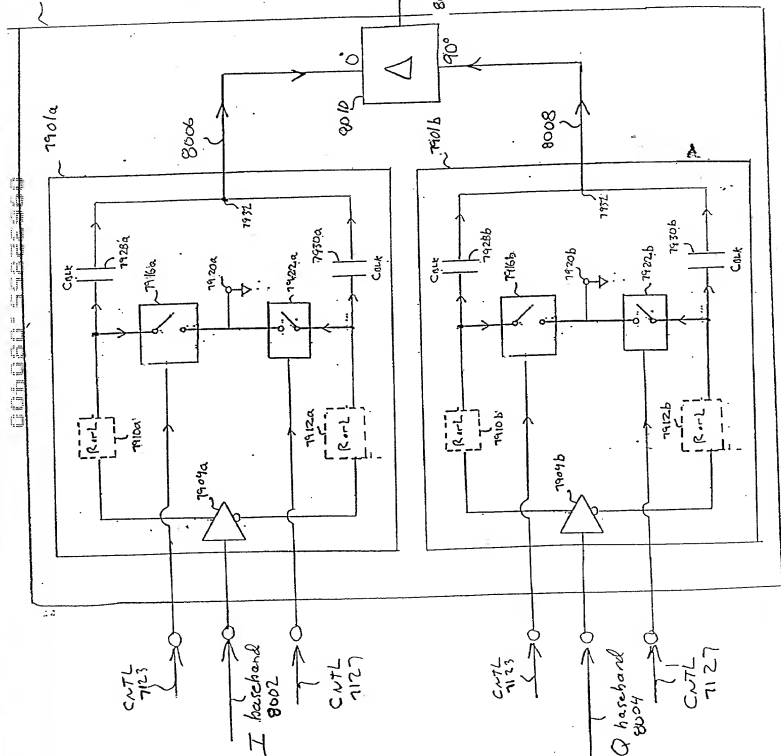 7901a
8006
0°
8010
Δ
90°
8008
7901b
CBLK
7928a
7916a
7920a
7922a
7930a
CBLK
7932
R or L
7910a
7912a
R or L
7904a
CNTL
7123
I baseband
8002
CNTL
7127
CBLK
7928b
7916b
7920b
7922b
7930b
CBLK
7932
R or L
7910b
7912b
R or L
7904b
CNTL
7123
Q baseband
8004
CNTL
7127